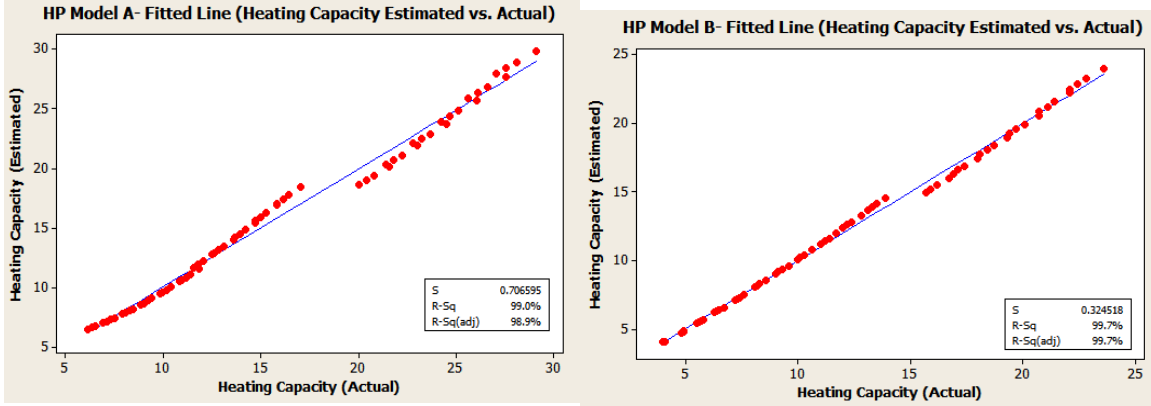 HP Model A- Fitted Line (Heating Capacity Estimated vs. Actual)
Heating Capacity (Estimated)
30
25
20
15
10
5
S 0.706595
R-Sq 99.0%
R-Sq(adj) 98.9%
5 10 15 20 25 30
Heating Capacity (Actual)
HP Model B- Fitted Line (Heating Capacity Estimated vs. Actual)
Heating Capacity (Estimated)
25
20
15
10
5
S 0.324518
R-Sq 99.7%
R-Sq(adj) 99.7%
5 10 15 20 25
Heating Capacity (Actual)